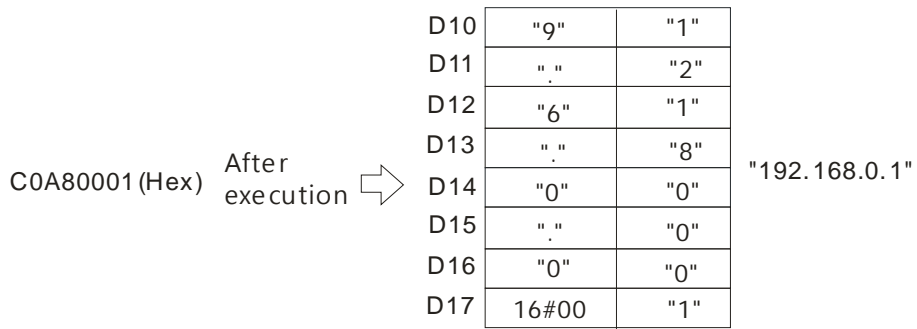 D10 "9" "1"
D11 "." "2"
D12 "6" "1"
D13 "." "8"
C0A80001(Hex) After execution D14 "0" "0" "192.168.0.1"
D15 "." "0"
D16 "0" "0"
D17 16#00 "1"